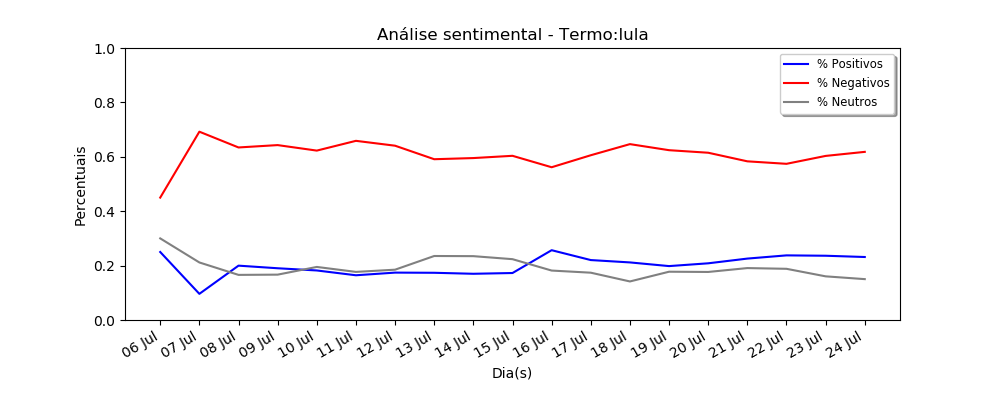 Análise sentimental - Termo:lula
% Positivos
% Negativos
% Neutros
Percentuais
1.0
0.8
0.6
0.4
0.2
0.0
06 Jul
07 Jul
08 Jul
09 Jul
10 Jul
11 Jul
12 Jul
13 Jul
14 Jul
15 Jul
16 Jul
17 Jul
18 Jul
19 Jul
20 Jul
21 Jul
22 Jul
23 Jul
24 Jul
Dia(s)